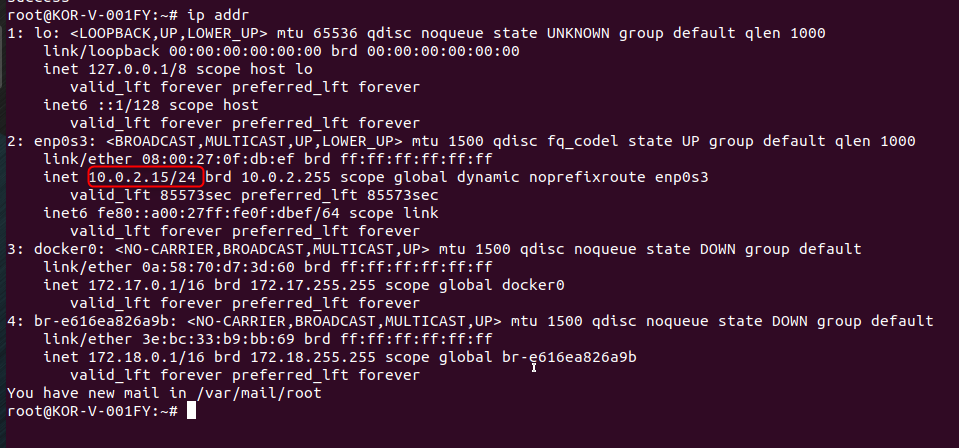 success
root@KOR-V-001FY:~# ip addr
1: lo: <LOOPBACK,UP,LOWER_UP> mtu 65536 qdisc noqueue state UNKNOWN group default qlen 1000
    link/loopback 00:00:00:00:00:00 brd 00:00:00:00:00:00
    inet 127.0.0.1/8 scope host lo
       valid_lft forever preferred_lft forever
    inet6 ::1/128 scope host
       valid_lft forever preferred_lft forever
2: enp0s3: <BROADCAST,MULTICAST,UP,LOWER_UP> mtu 1500 qdisc fq_codel state UP group default qlen 1000
    link/ether 08:00:27:0f:db:ef brd ff:ff:ff:ff:ff:ff
    inet 10.0.2.15/24 brd 10.0.2.255 scope global dynamic noprefixroute enp0s3
       valid_lft 85573sec preferred_lft 85573sec
    inet6 fe80::a00:27ff:fe0f:dbef/64 scope link
       valid_lft forever preferred_lft forever
3: docker0: <NO-CARRIER,BROADCAST,MULTICAST,UP> mtu 1500 qdisc noqueue state DOWN group default
    link/ether 0a:58:70:d7:3d:60 brd ff:ff:ff:ff:ff:ff
    inet 172.17.0.1/16 brd 172.17.255.255 scope global docker0
       valid_lft forever preferred_lft forever
4: br-e616ea826a9b: <NO-CARRIER,BROADCAST,MULTICAST,UP> mtu 1500 qdisc noqueue state DOWN group default
    link/ether 3e:bc:33:b9:bb:69 brd ff:ff:ff:ff:ff:ff
    inet 172.18.0.1/16 brd 172.18.255.255 scope global br-e616ea826a9b
       valid_lft forever preferred_lft forever
You have new mail in /var/mail/root
root@KOR-V-001FY:~#